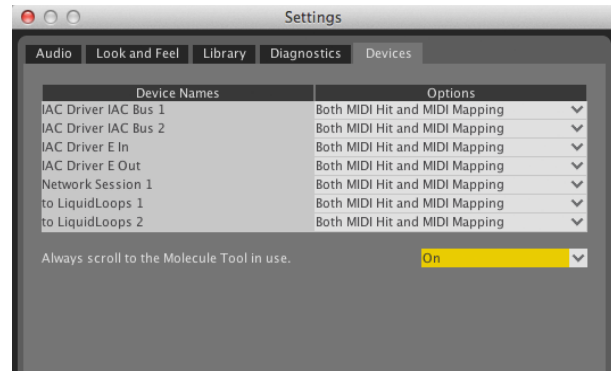 Settings
Audio Look and Feel Library Diagnostics Devices
Device Names Options
IAC Driver IAC Bus 1 Both MIDI Hit and MIDI Mapping
IAC Driver IAC Bus 2 Both MIDI Hit and MIDI Mapping
IAC Driver E In Both MIDI Hit and MIDI Mapping
IAC Driver E Out Both MIDI Hit and MIDI Mapping
Network Session 1 Both MIDI Hit and MIDI Mapping
to LiquidLoops 1 Both MIDI Hit and MIDI Mapping
to LiquidLoops 2 Both MIDI Hit and MIDI Mapping
Always scroll to the Molecule Tool in use. On